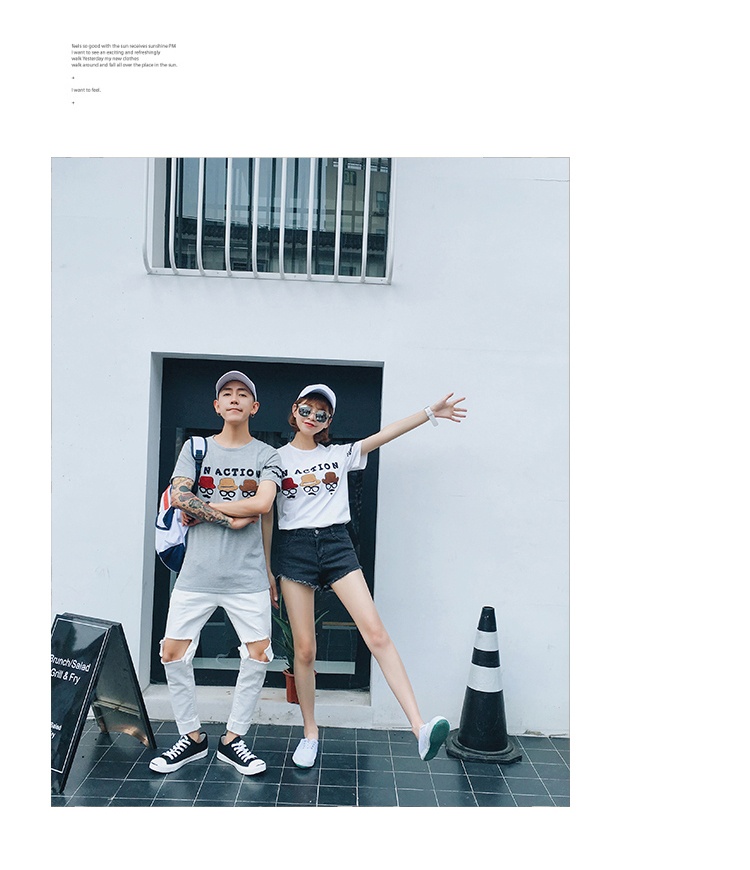 feels so good with the sun receives sunshine PM
I want to see an exciting and refreshingly
walk Yesterday my new clothes
walk around and fall all over the place in the sun.
I want to feel.
N ACTIO
N ACTION
Brunch/Salad
Grill & Fry